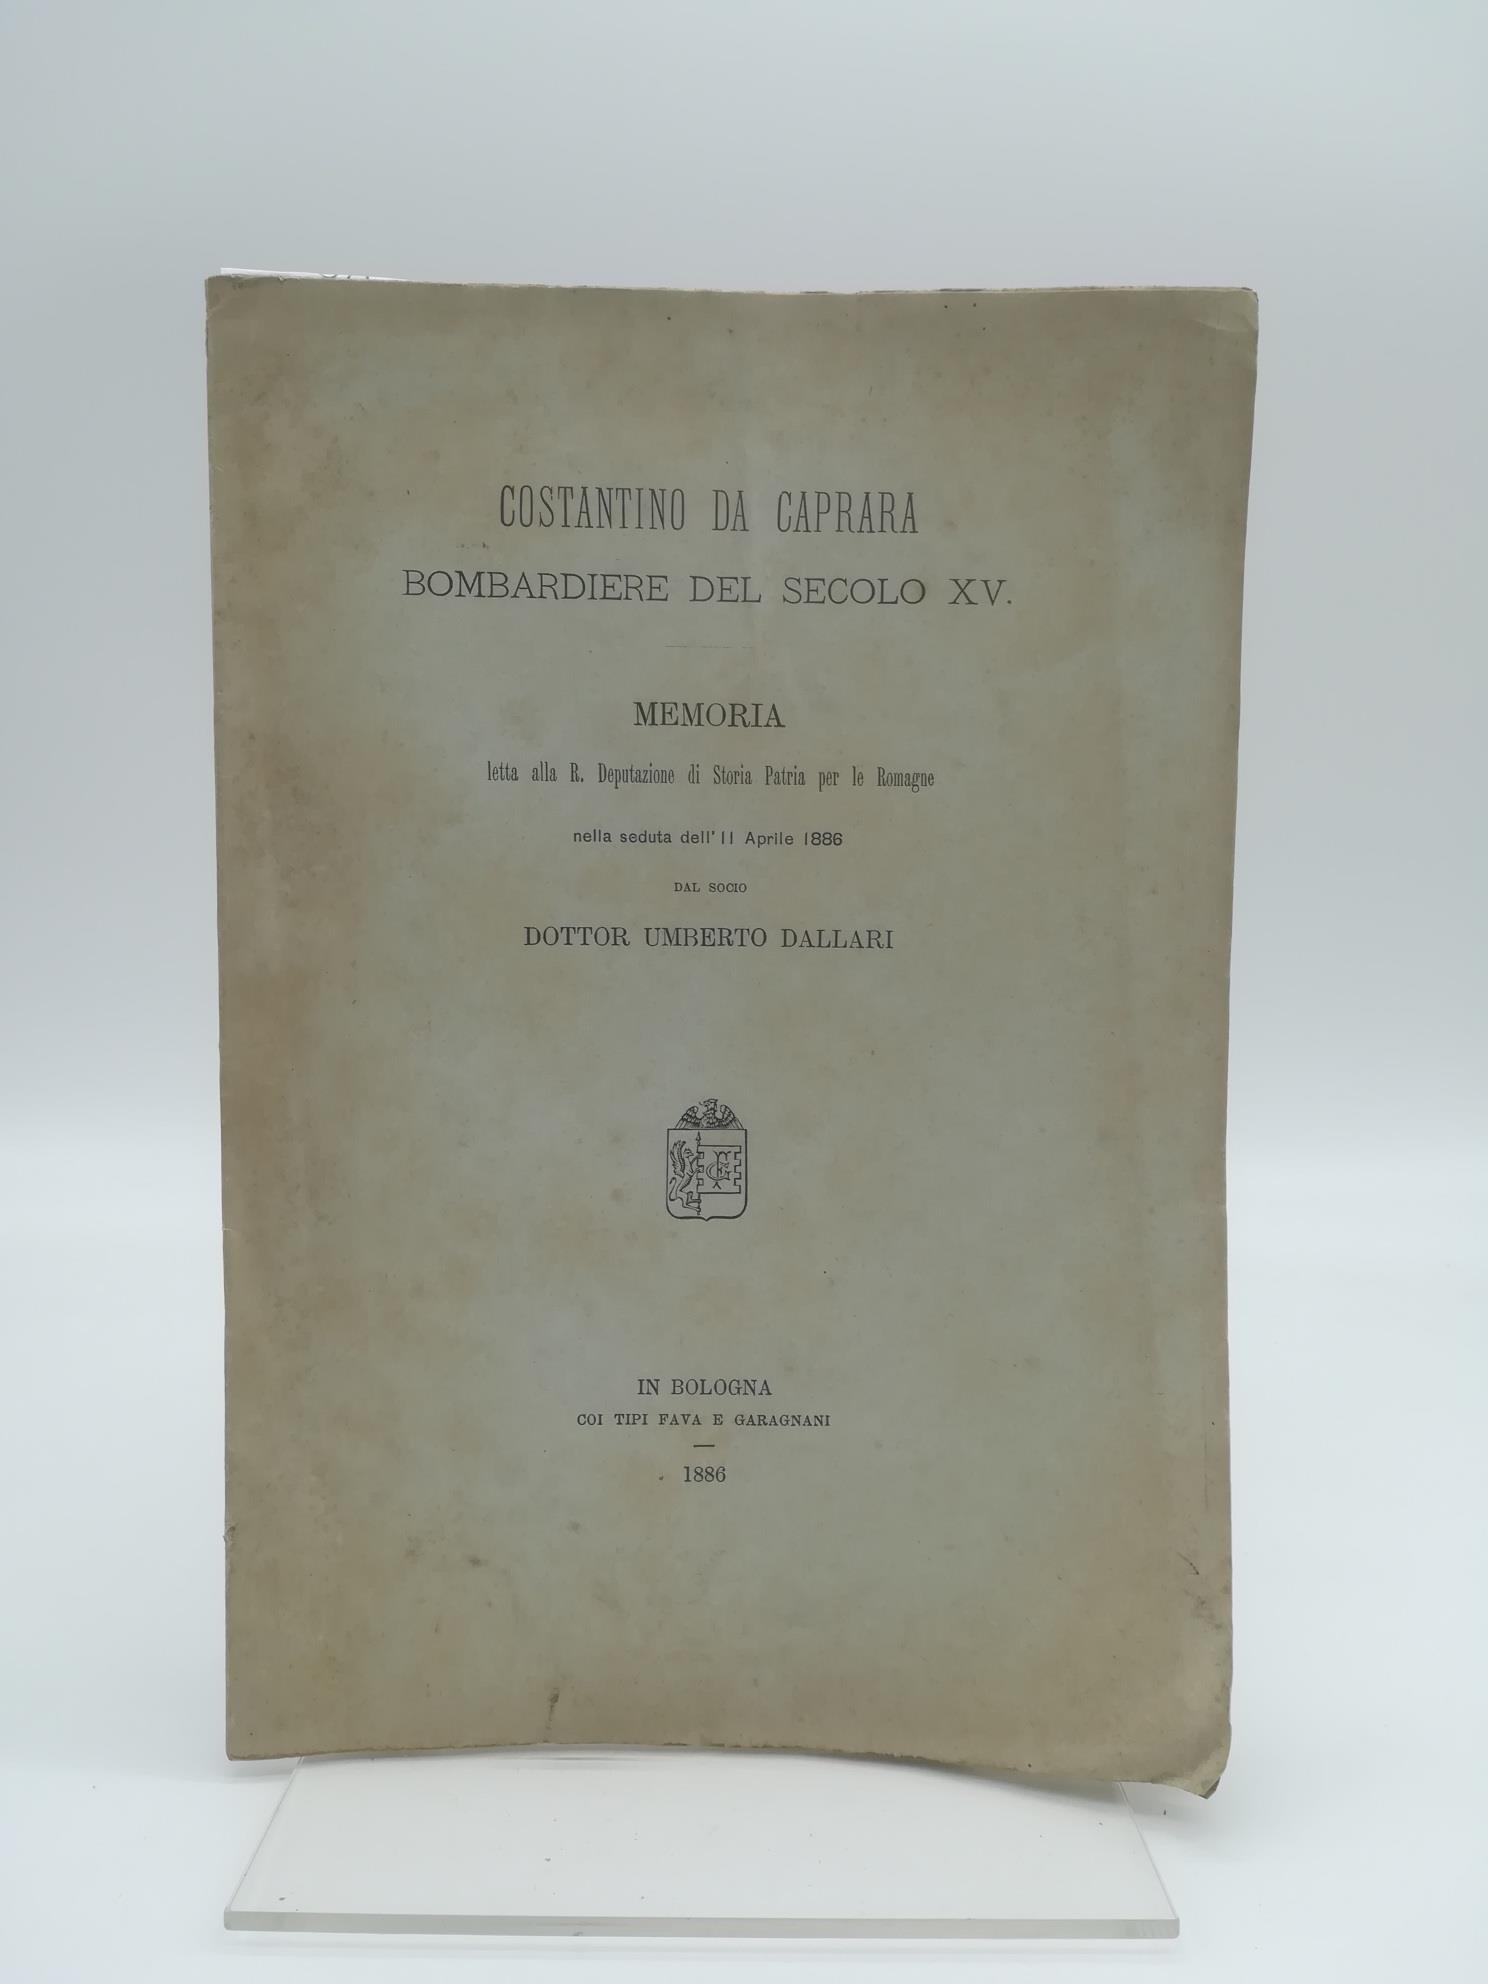 COSTANTINO DA CAPRARA
BOMBARDIERE DEL SECOLO XV.
MEMORIA
letta alla R. Deputazione di Storia Patria per le Romagne
nella seduta dell' 11 Aprile 1886
DAL SOCIO
DOTTOR UMBERTO DALLARI
IN BOLOGNA
COI TIPI FAVA E GARAGNANI
1886